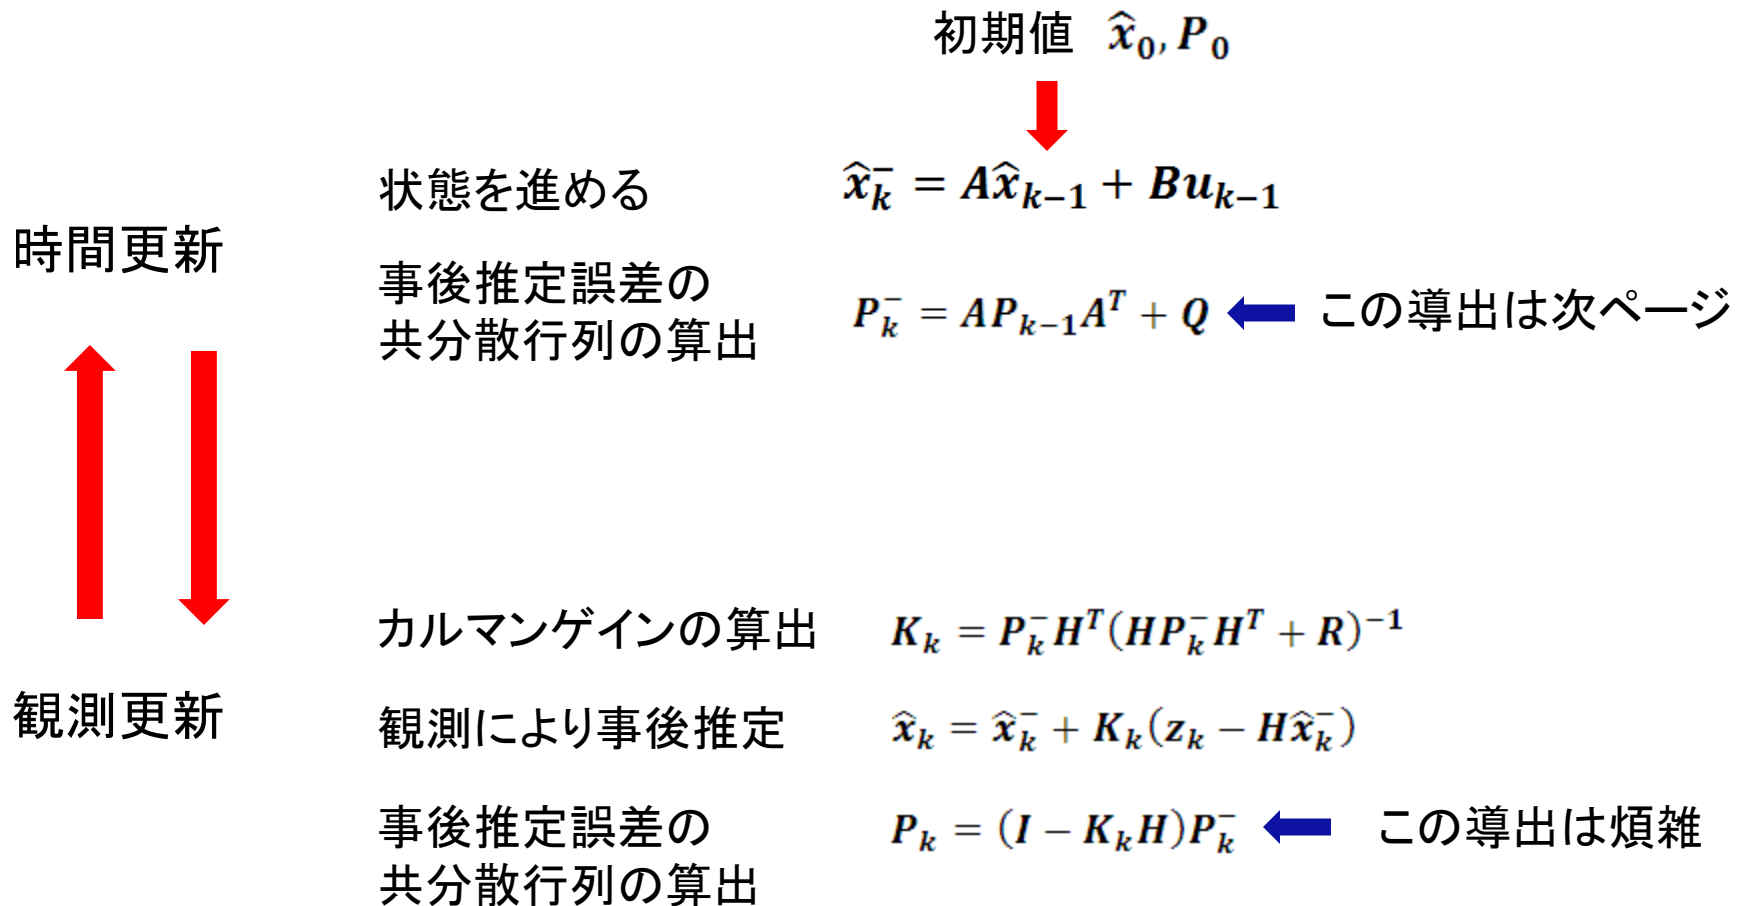 初期値 x̂₀, P₀
状態を進める x̂ₖ⁻ = Ax̂ₖ₋₁ + Buₖ₋₁
時間更新
事後推定誤差の
共分散行列の算出 Pₖ⁻ = APₖ₋₁Aᵀ + Q この導出は次ページ
カルマンゲインの算出 Kₖ = Pₖ⁻Hᵀ(HPₖ⁻Hᵀ + R)⁻¹
観測更新
観測により事後推定 x̂ₖ = x̂ₖ⁻ + Kₖ(zₖ − Hx̂ₖ⁻)
事後推定誤差の
共分散行列の算出 Pₖ = (I − KₖH)Pₖ⁻ この導出は煩雑